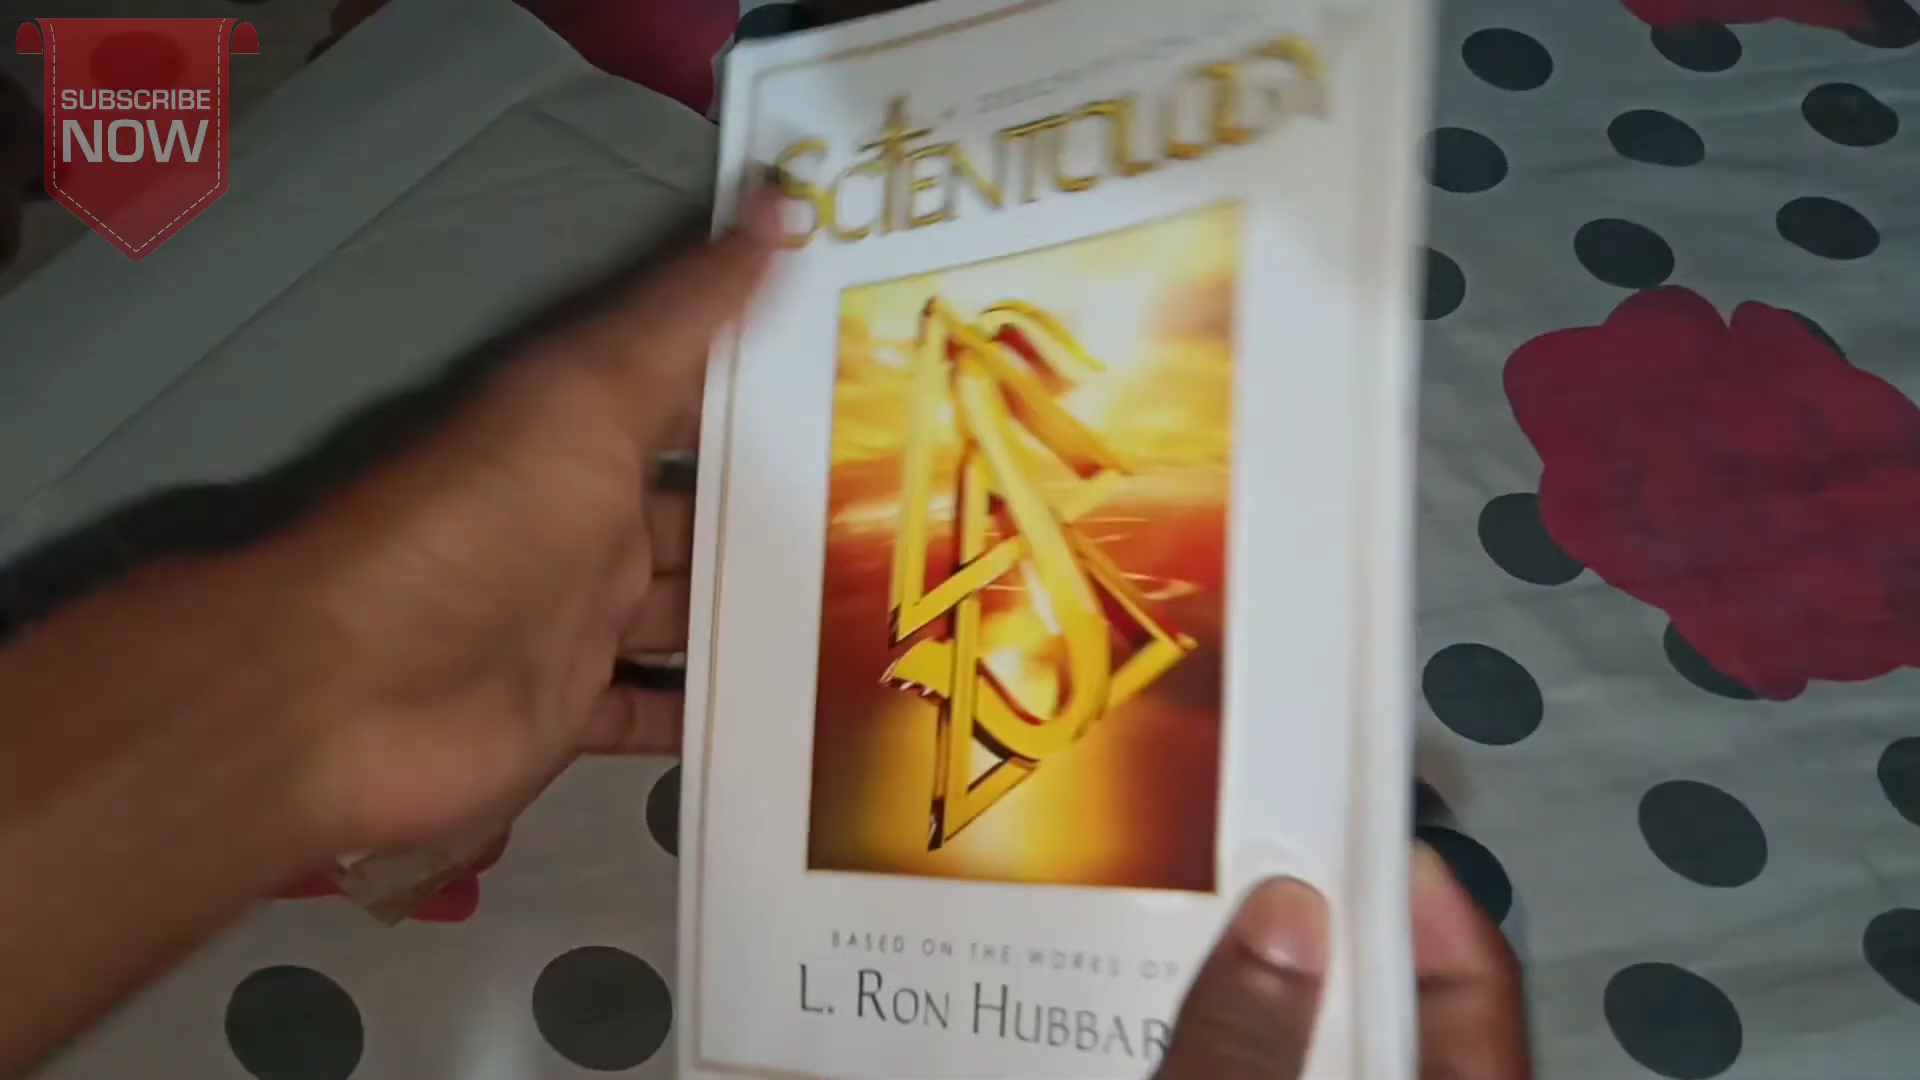 SUBSCRIBE
NOW
SCIENTOLOGY
BASED ON THE WORKS OF
L. RON HUBBAR